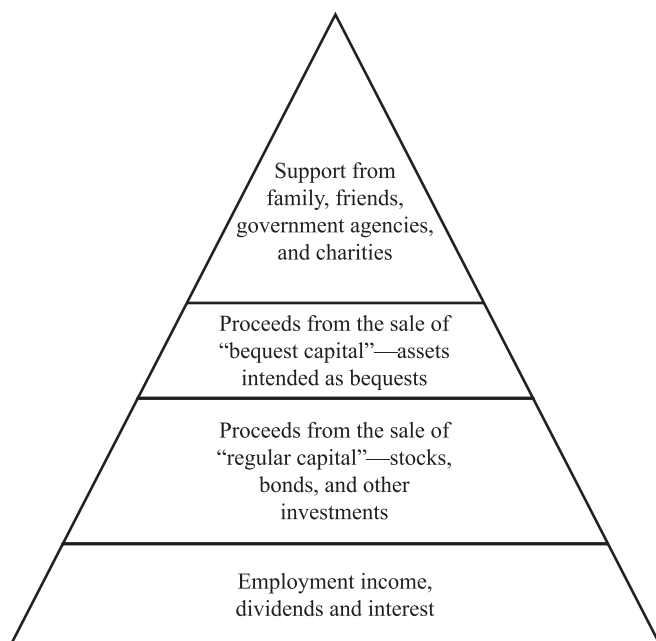 Support from
family, friends,
government agencies,
and charities
Proceeds from the sale of
“bequest capital”—assets
intended as bequests
Proceeds from the sale of
“regular capital”—stocks,
bonds, and other
investments
Employment income,
dividends and interest